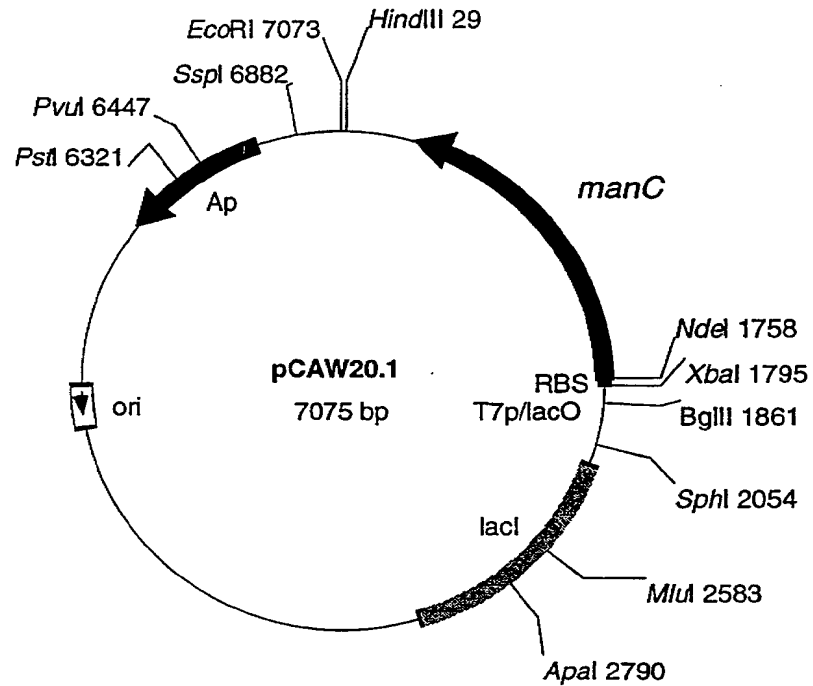 EcoRI 7073
HindIII 29
SspI 6882
PvuI 6447
PstI 6321
Ap
manC
NdeI 1758
XbaI 1795
RBS
T7p/lacO
BglII 1861
pCAW20.1
7075 bp
ori
SphI 2054
lacI
MluI 2583
ApaI 2790